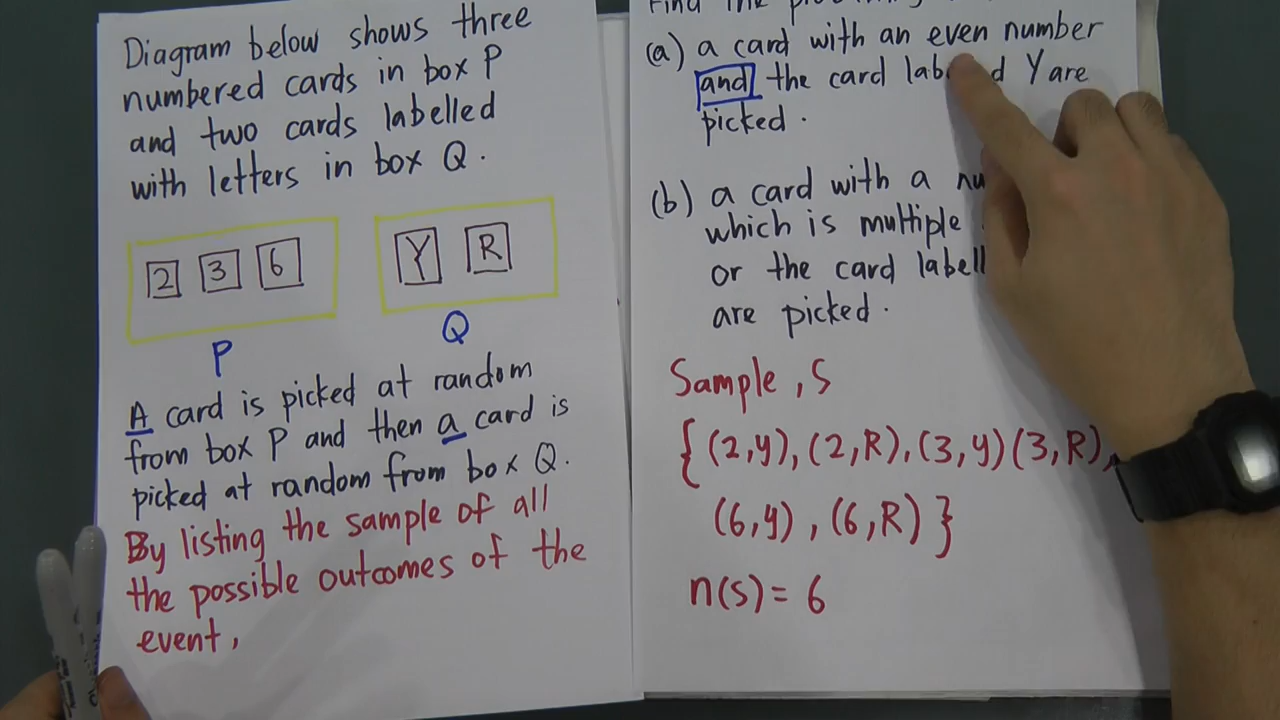 Diagram below shows three
numbered cards in box P
and two cards labelled
with letters in box Q.
2 3 6
Y R
P
Q
A card is picked at random
from box P and then a card is
picked at random from box Q.
By listing the sample of all
the possible outcomes of the
event,
Find the
(a) a card with an even number
and the card Y are
picked.
(b) a card with a
which is multiple
or the card
are picked.
Sample, S
{(2,y), (2,R), (3,y) (3,R),
(6,y), (6,R)}
n(s) = 6